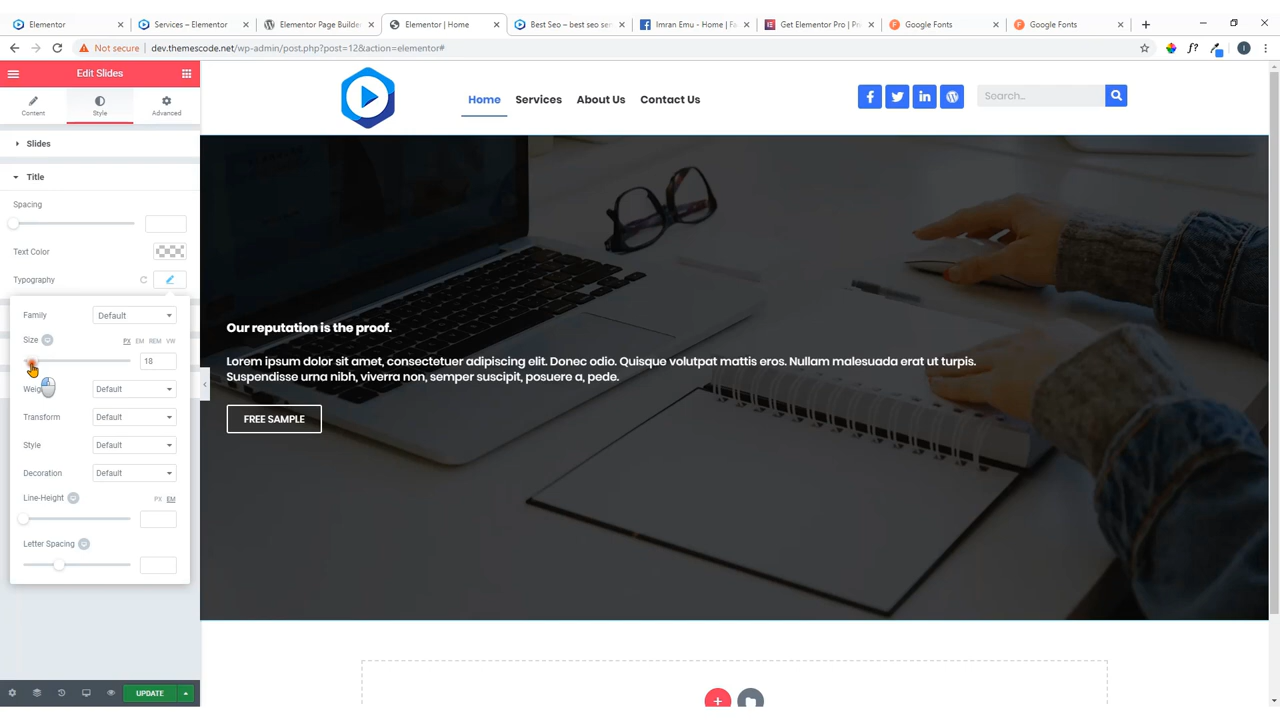 Elementor
Services – Elementor
Elementor Page Builder
Elementor | Home
Best Seo – best seo ser
Imran Emu - Home | Fa
Get Elementor Pro | Pri
Google Fonts
Google Fonts
Not secure
dev.themescode.net/wp-admin/post.php?post=12&action=elementor#
f?
I
Edit Slides
Content
Style
Advanced
Slides
Title
Spacing
Text Color
Typography
Family
Default
Size
PX EM REM VW
18
Default
Transform
Default
Style
Default
Decoration
Default
Line-Height
PX EM
Letter Spacing
UPDATE
Home
Services
About Us
Contact Us
Search...
Our reputation is the proof.
Lorem ipsum dolor sit amet, consectetuer adipiscing elit. Donec odio. Quisque volutpat mattis eros. Nullam malesuada erat ut turpis.
Suspendisse urna nibh, viverra non, semper suscipit, posuere a, pede.
FREE SAMPLE